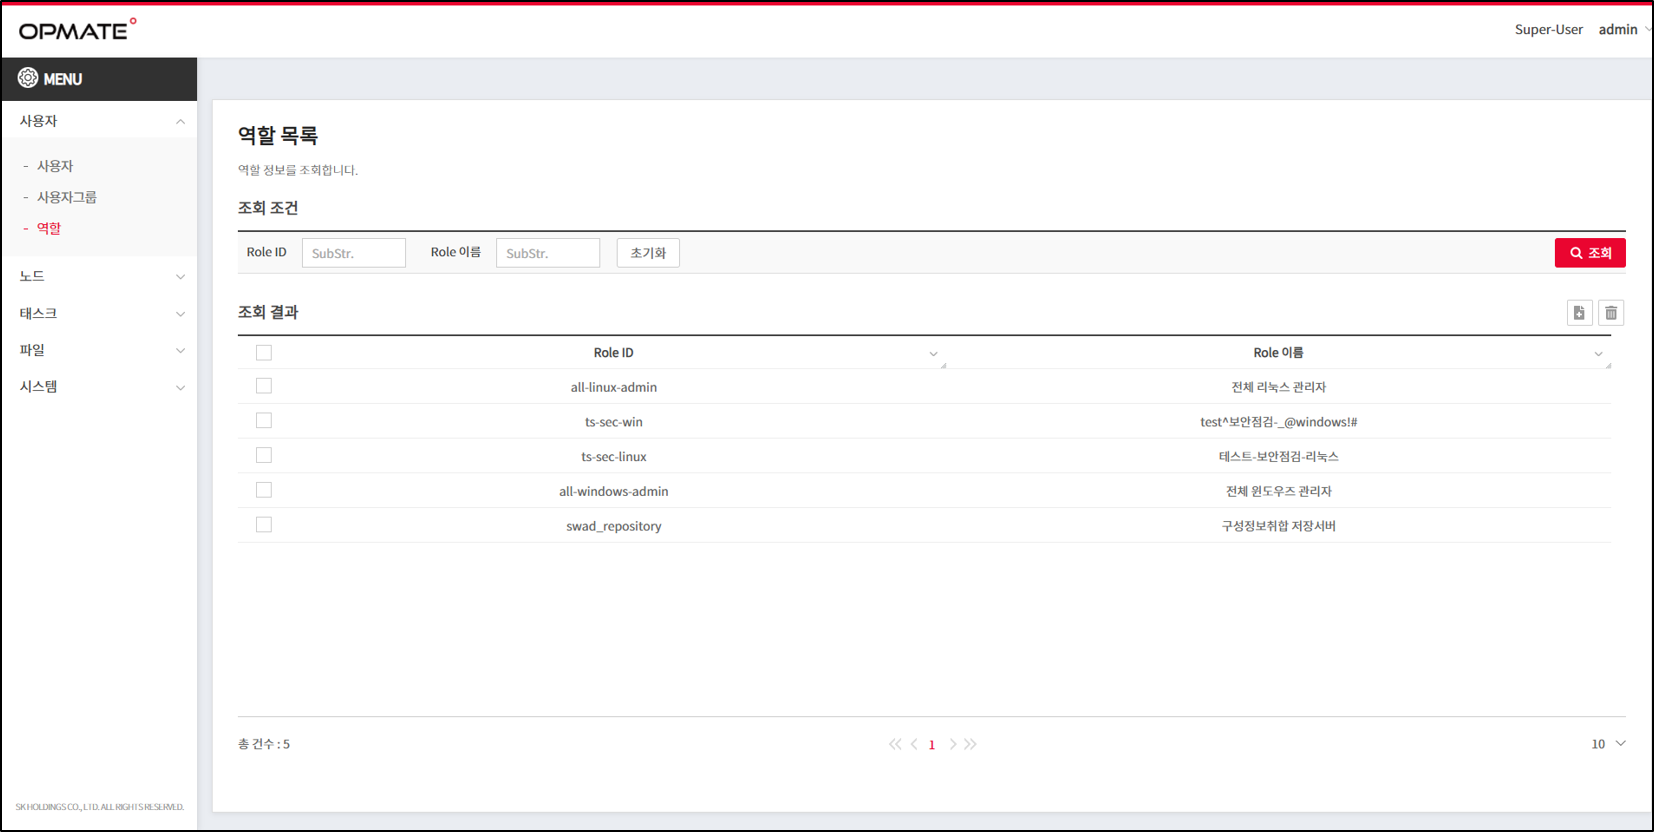 OPMATE
Super-User admin
MENU
사용자
- 사용자
- 사용자그룹
- 역할
노드
태스크
파일
시스템
SK HOLDINGS CO., LTD. ALL RIGHTS RESERVED.
역할 목록
역할 정보를 조회합니다.
조회 조건
Role ID SubStr. Role 이름 SubStr. 초기화 조회
조회 결과
Role ID Role 이름
all-linux-admin 전체 리눅스 관리자
ts-sec-win test^보안점검-_@windows!#
ts-sec-linux 테스트-보안점검-리눅스
all-windows-admin 전체 윈도우즈 관리자
swad_repository 구성정보취합 저장서버
총 건수 : 5 1 10